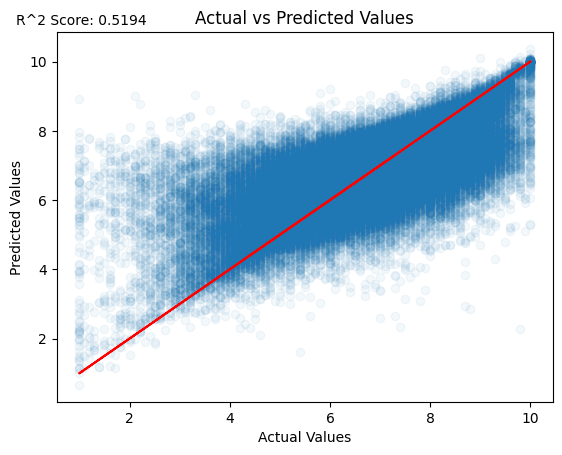 R^2 Score: 0.5194
Actual vs Predicted Values
10
8
6
4
2
Predicted Values
2 4 6 8 10
Actual Values